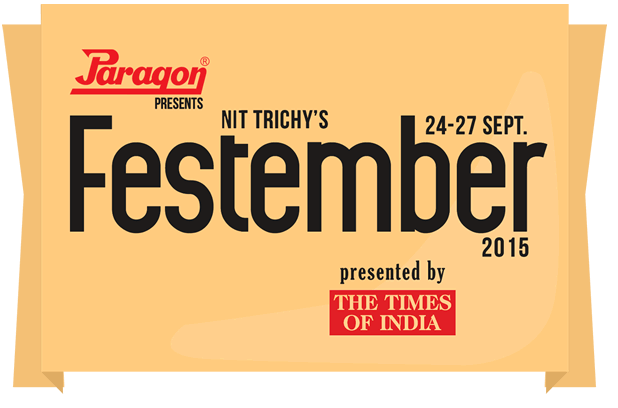 Paragon®
PRESENTS
NIT TRICHY'S
24-27 SEPT.
Festember
2015
presented by
THE TIMES
OF INDIA